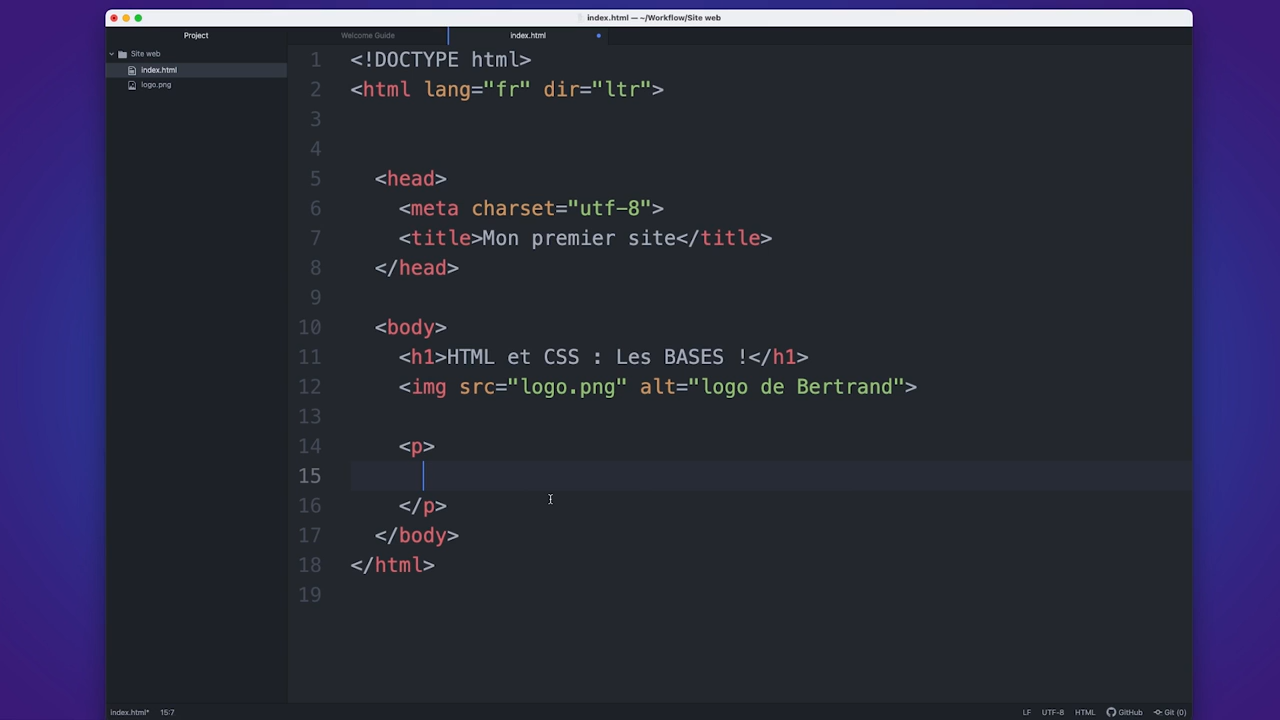 index.html — ~/Workflow/Site web
Project
Welcome Guide
index.html
Site web
index.html
logo.png
1 <!DOCTYPE html>
2 <html lang="fr" dir="ltr">
3
4
5 <head>
6 <meta charset="utf-8">
7 <title>Mon premier site</title>
8 </head>
9
10 <body>
11 <h1>HTML et CSS : Les BASES !</h1>
12 <img src="logo.png" alt="logo de Bertrand">
13
14 <p>
15
16 </p>
17 </body>
18 </html>
19
index.html* 15:7 LF UTF-8 HTML GitHub Git (0)